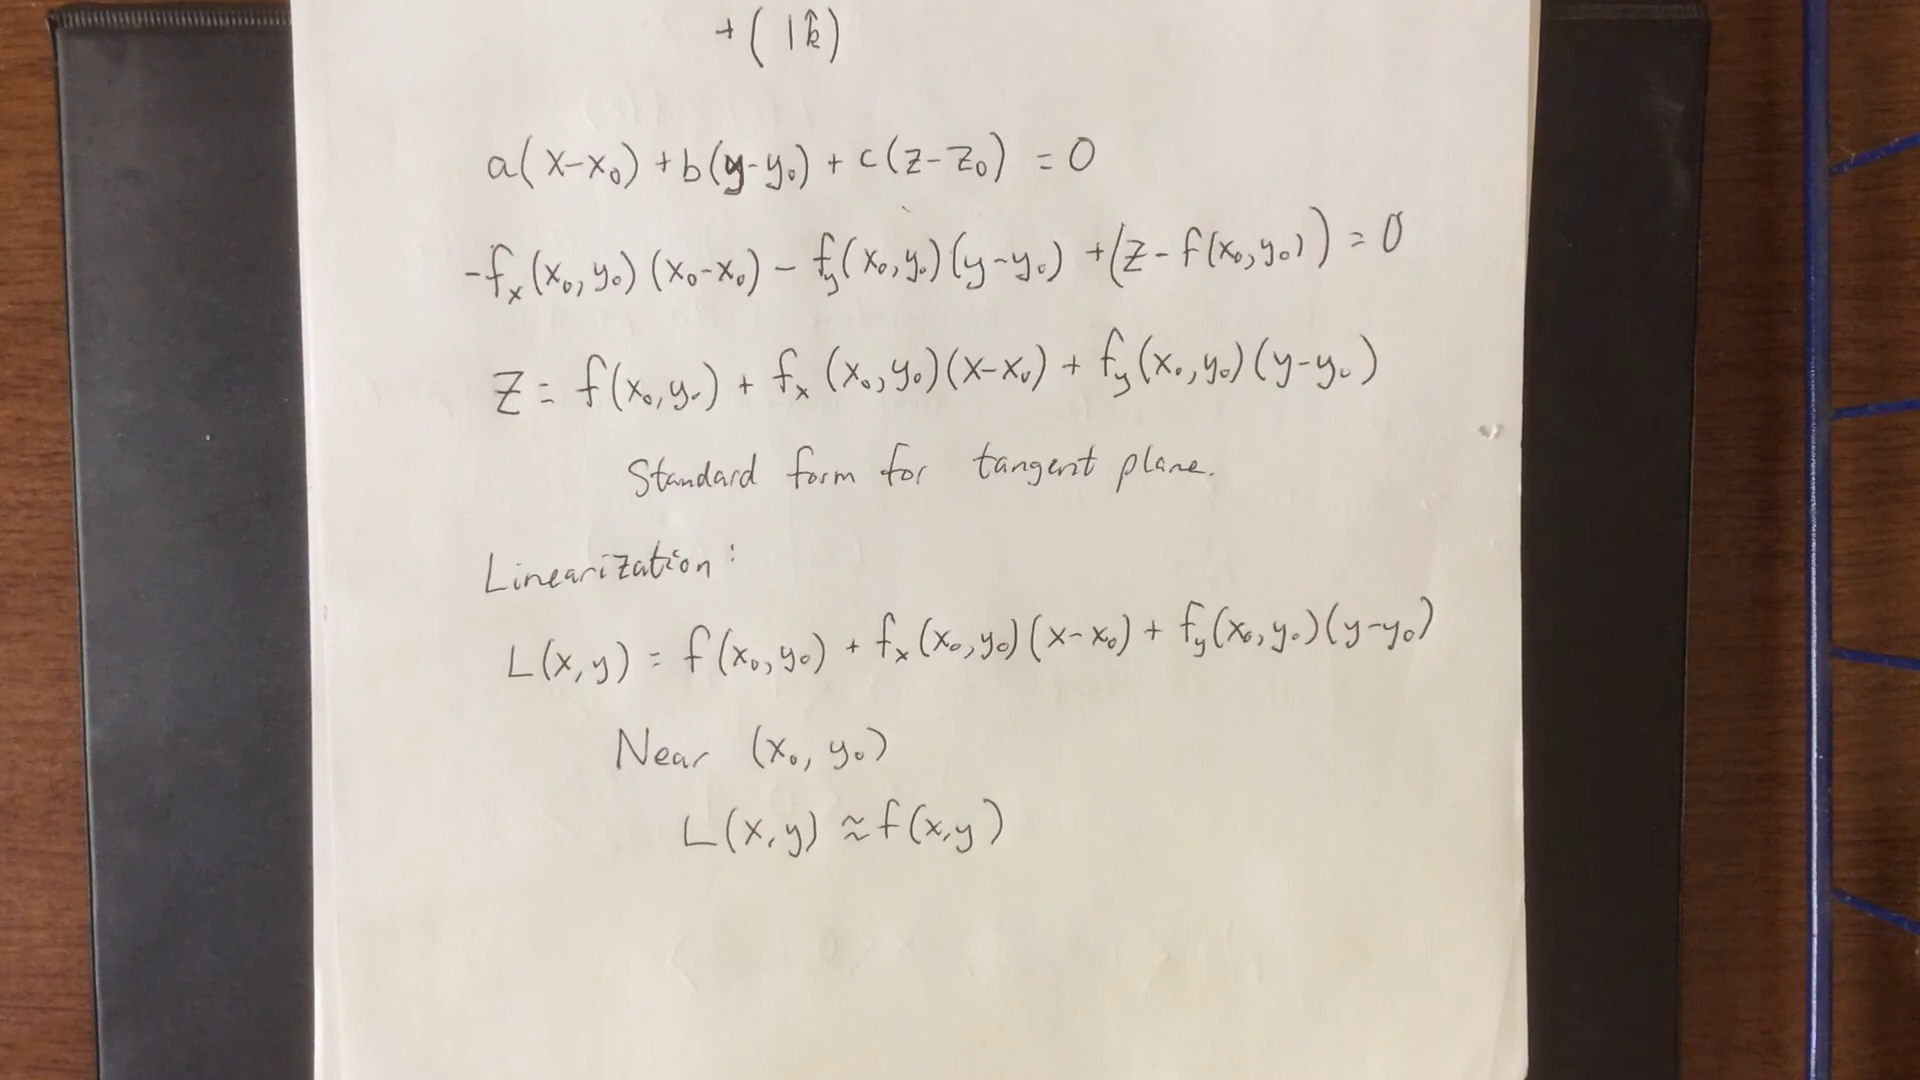 + ( 1k̂ )
a(x-x₀) + b(y-y₀) + c(z-z₀) = 0
-fₓ(x₀, y₀)(x₀-x₀) - f_y(x₀, y₀)(y-y₀) + (z - f(x₀, y₀)) = 0
z = f(x₀, y₀) + fₓ(x₀, y₀)(x-x₀) + f_y(x₀, y₀)(y-y₀)
Standard form for tangent plane.
Linearization:
L(x, y) = f(x₀, y₀) + fₓ(x₀, y₀)(x-x₀) + f_y(x₀, y₀)(y-y₀)
Near (x₀, y₀)
L(x, y) ≈ f(x, y)